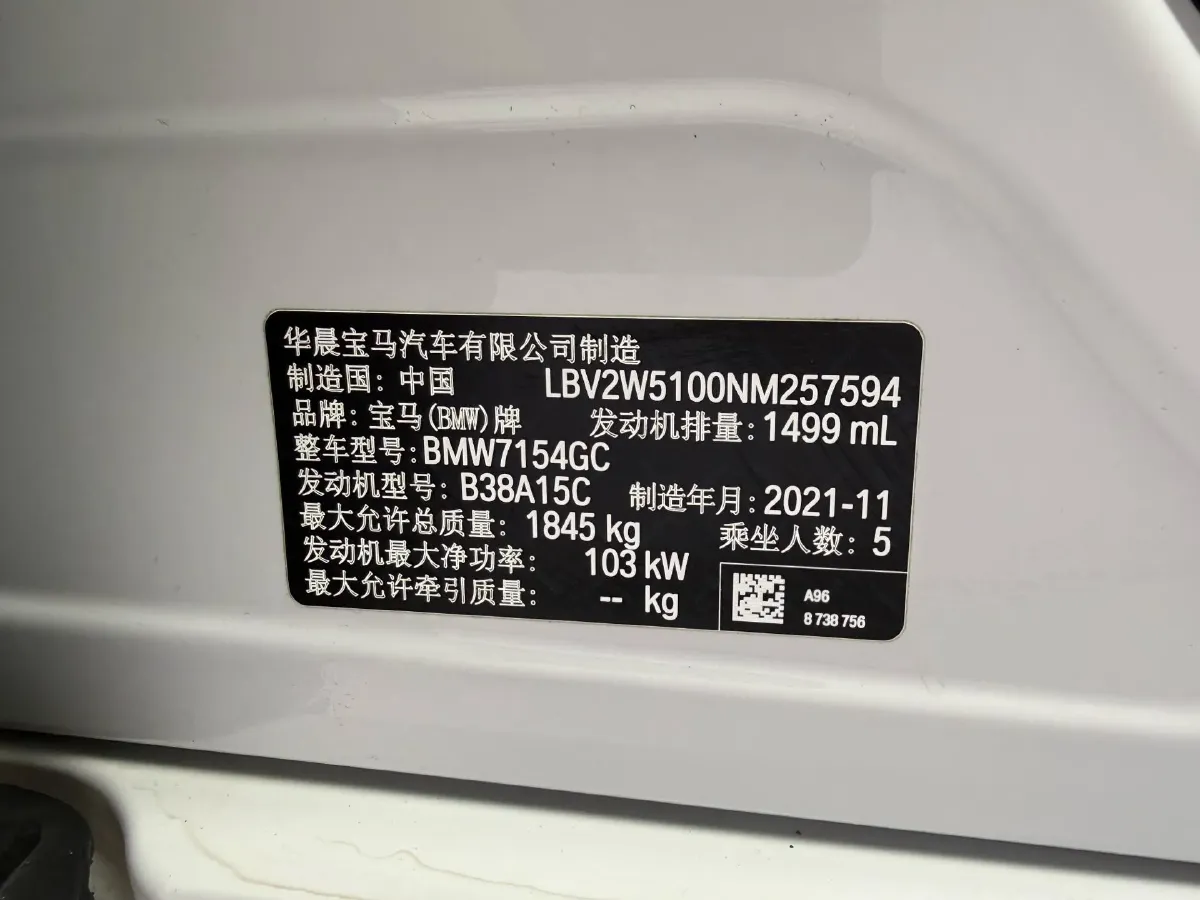 华晨宝马汽车有限公司制造
制造国：中国 LBV2W5100NM257594
品牌：宝马(BMW)牌 发动机排量：1499 mL
整车型号：BMW7154GC
发动机型号：B38A15C 制造年月：2021-11
最大允许总质量：1845 kg 乘坐人数：5
发动机最大净功率：103 kW
最大允许牵引质量：-- kg
A96
8 738 756